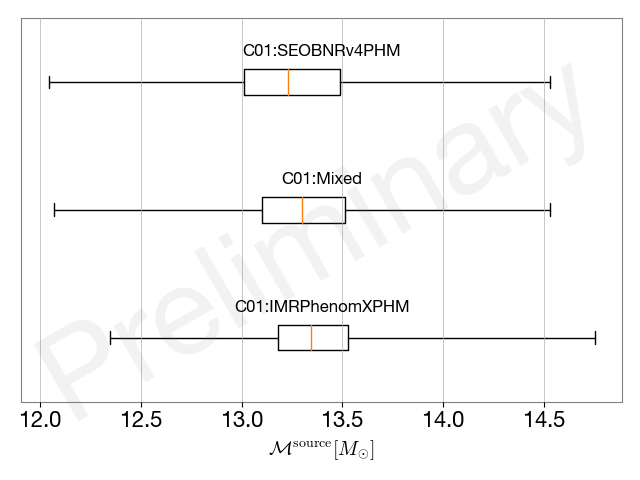 C01:SEOBNRv4PHM
C01:Mixed
C01:IMRPhenomXPHM
Preliminary
12.0 12.5 13.0 13.5 14.0 14.5
ℳ^source [M_⊙]